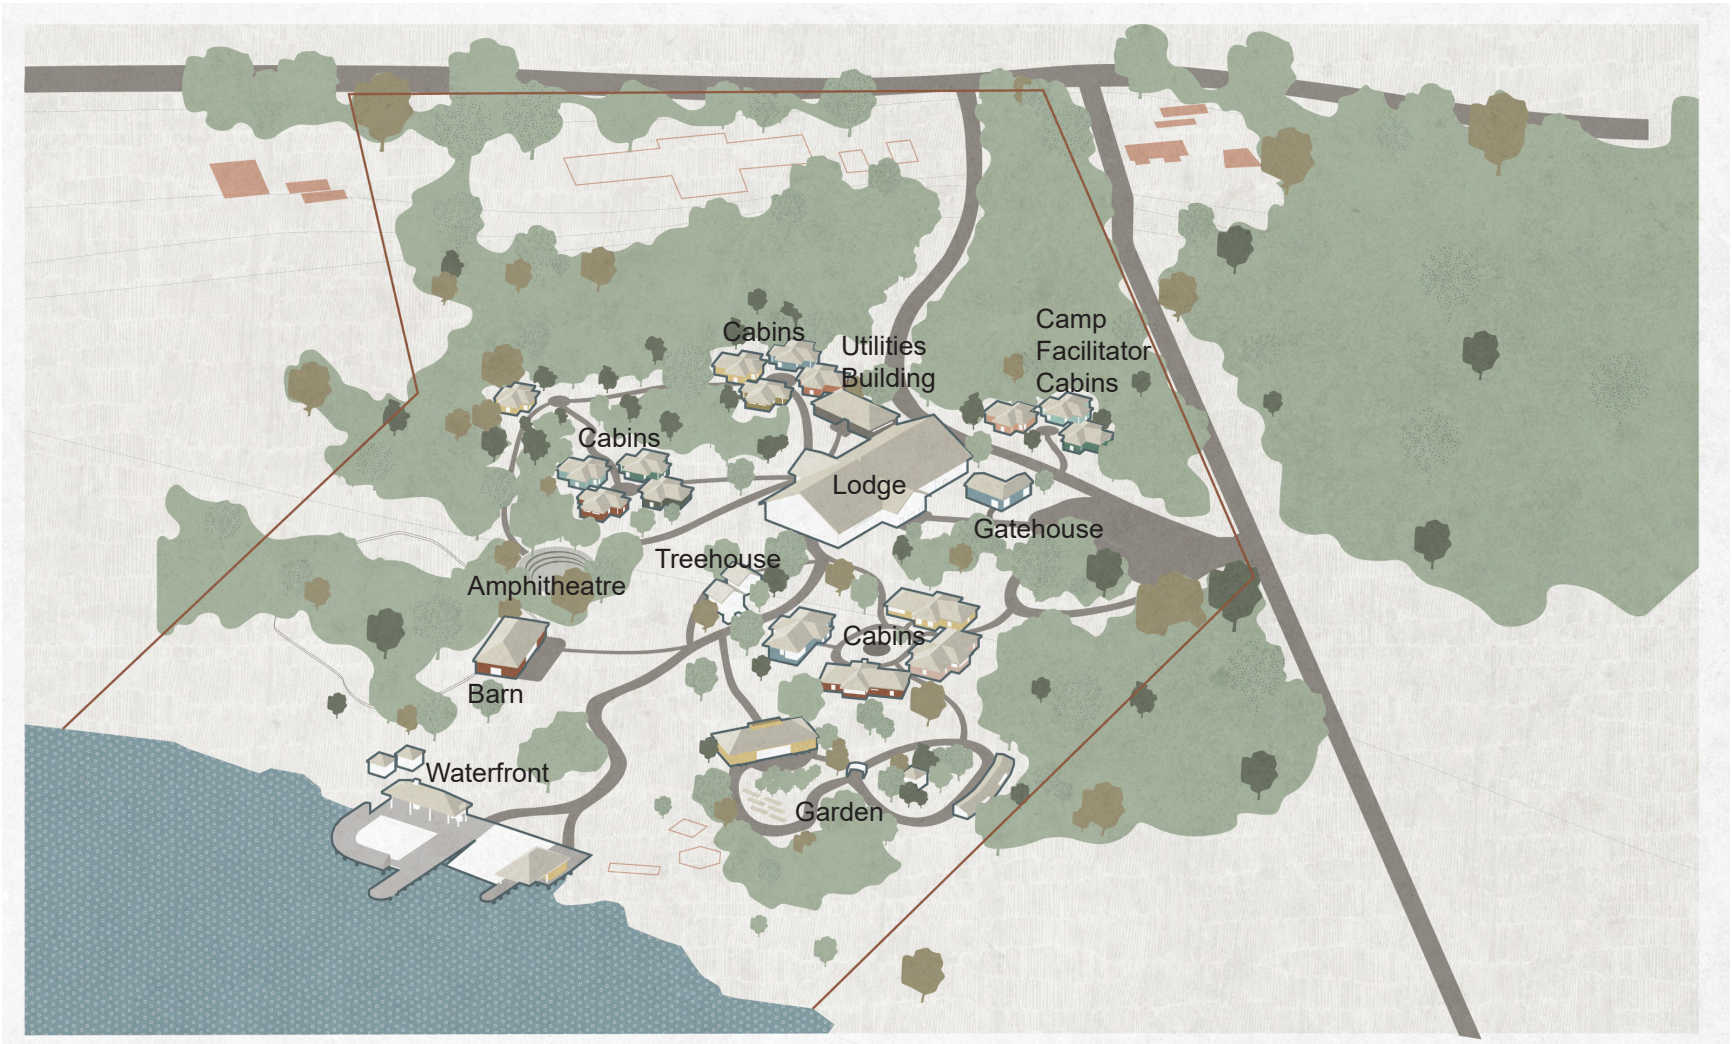 Camp
Facilitator
Cabins
Cabins
Utilities
Building
Cabins
Lodge
Gatehouse
Treehouse
Amphitheatre
Cabins
Barn
Waterfront
Garden